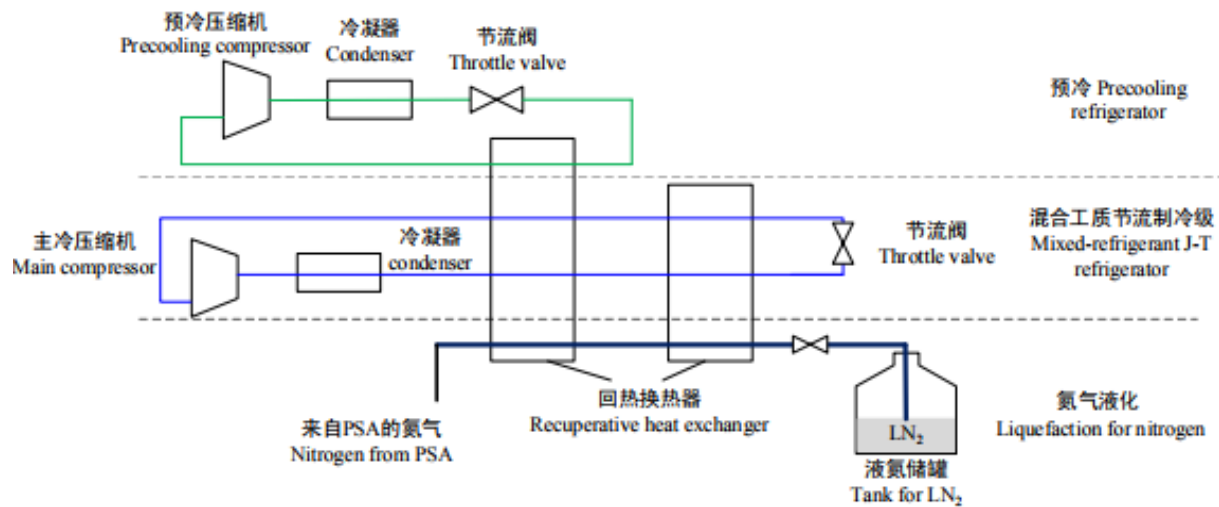 预冷压缩机
Precooling compressor
冷凝器
Condenser
节流阀
Throttle valve
预冷 Precooling
refrigerator
主冷压缩机
Main compressor
冷凝器
condenser
节流阀
Throttle valve
混合工质节流制冷级
Mixed-refrigerant J-T
refrigerator
来自PSA的氮气
Nitrogen from PSA
回热换热器
Recuperative heat exchanger
LN₂
液氮储罐
Tank for LN₂
氮气液化
Liquefaction for nitrogen